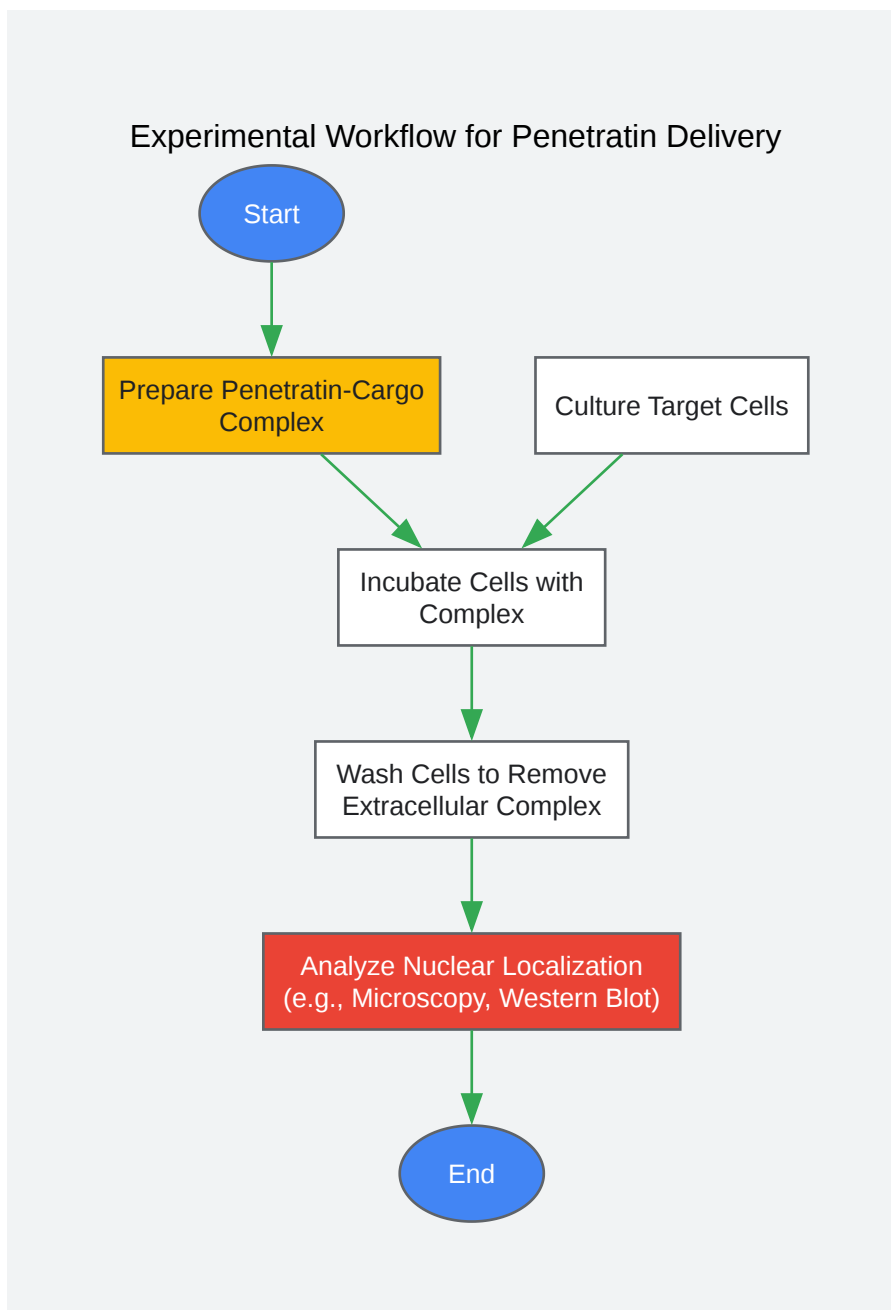 Experimental Workflow for Penetratin Delivery
Start
Prepare Penetratin-Cargo
Complex
Culture Target Cells
Incubate Cells with
Complex
Wash Cells to Remove
Extracellular Complex
Analyze Nuclear Localization
(e.g., Microscopy, Western Blot)
End